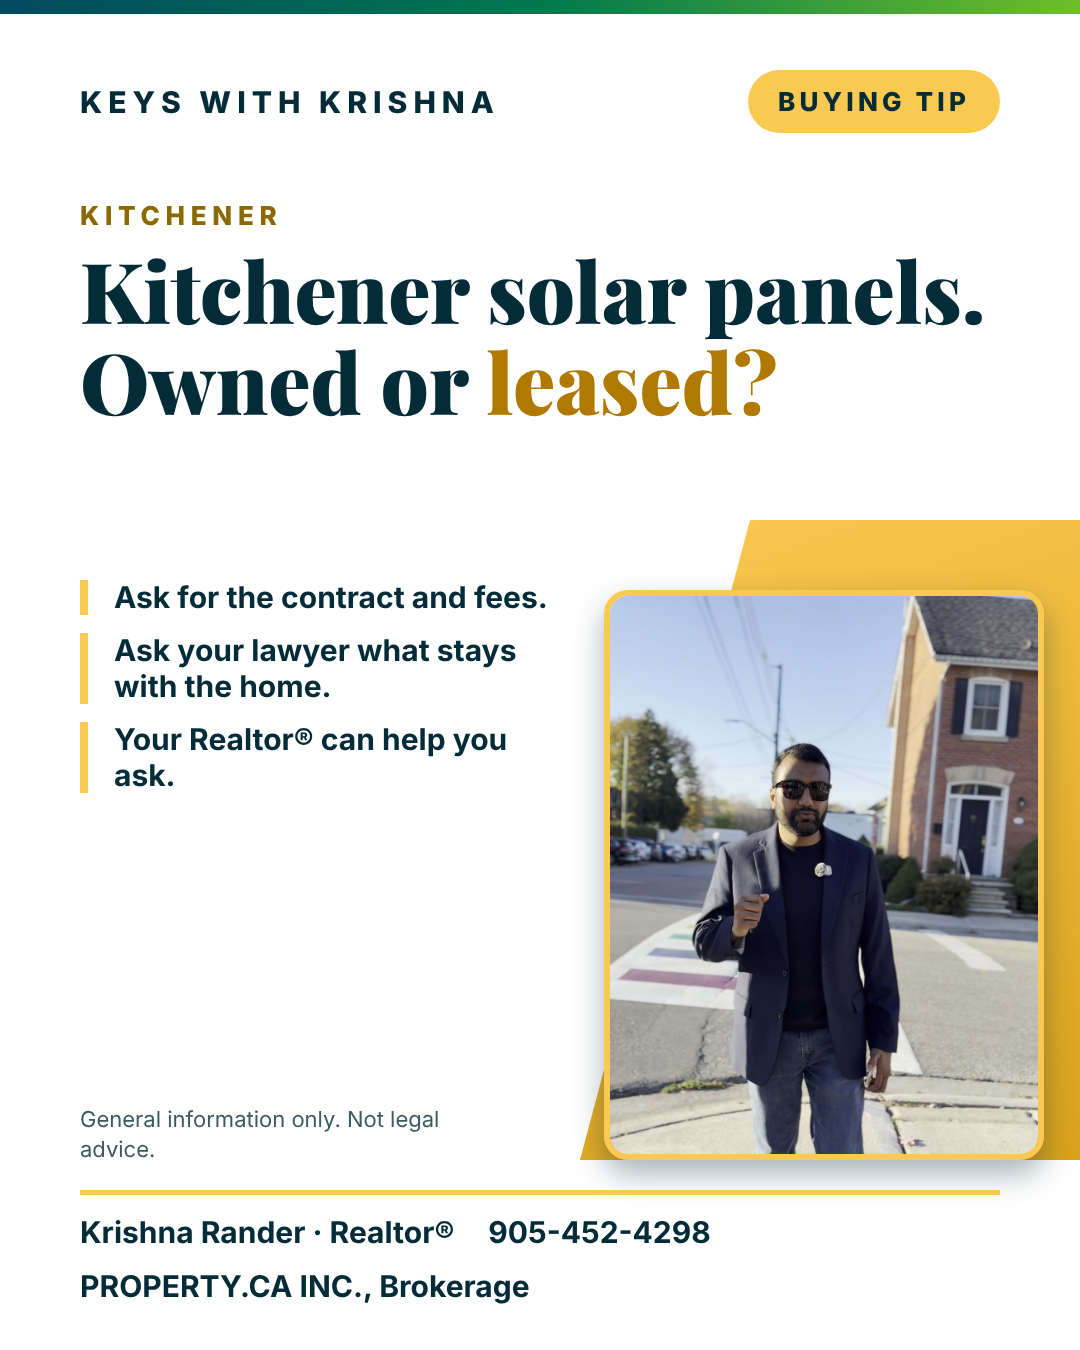 KEYS WITH KRISHNA
BUYING TIP
KITCHENER
Kitchener solar panels.
Owned or leased?
Ask for the contract and fees.
Ask your lawyer what stays
with the home.
Your Realtor® can help you
ask.
General information only. Not legal
advice.
Krishna Rander · Realtor® 905-452-4298
PROPERTY.CA INC., Brokerage